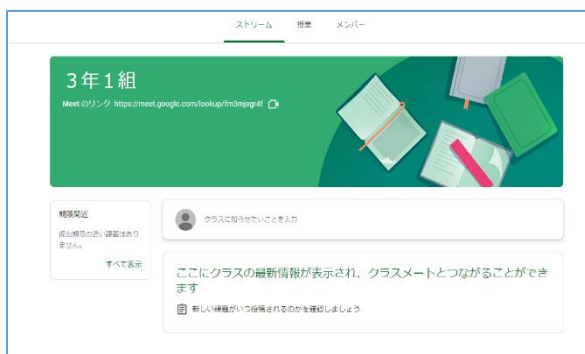 ストリーム 授業 メンバー
3年1組
Meet のリンク https://meet.google.com/lookup/fm3mjsgr4f
期限間近
提出期限の近い課題はあり
ません。
すべて表示
クラスに知らせたいことを入力
ここにクラスの最新情報が表示され、クラスメートとつながることができ
ます
新しい課題がいつ投稿されるのかを確認しましょう